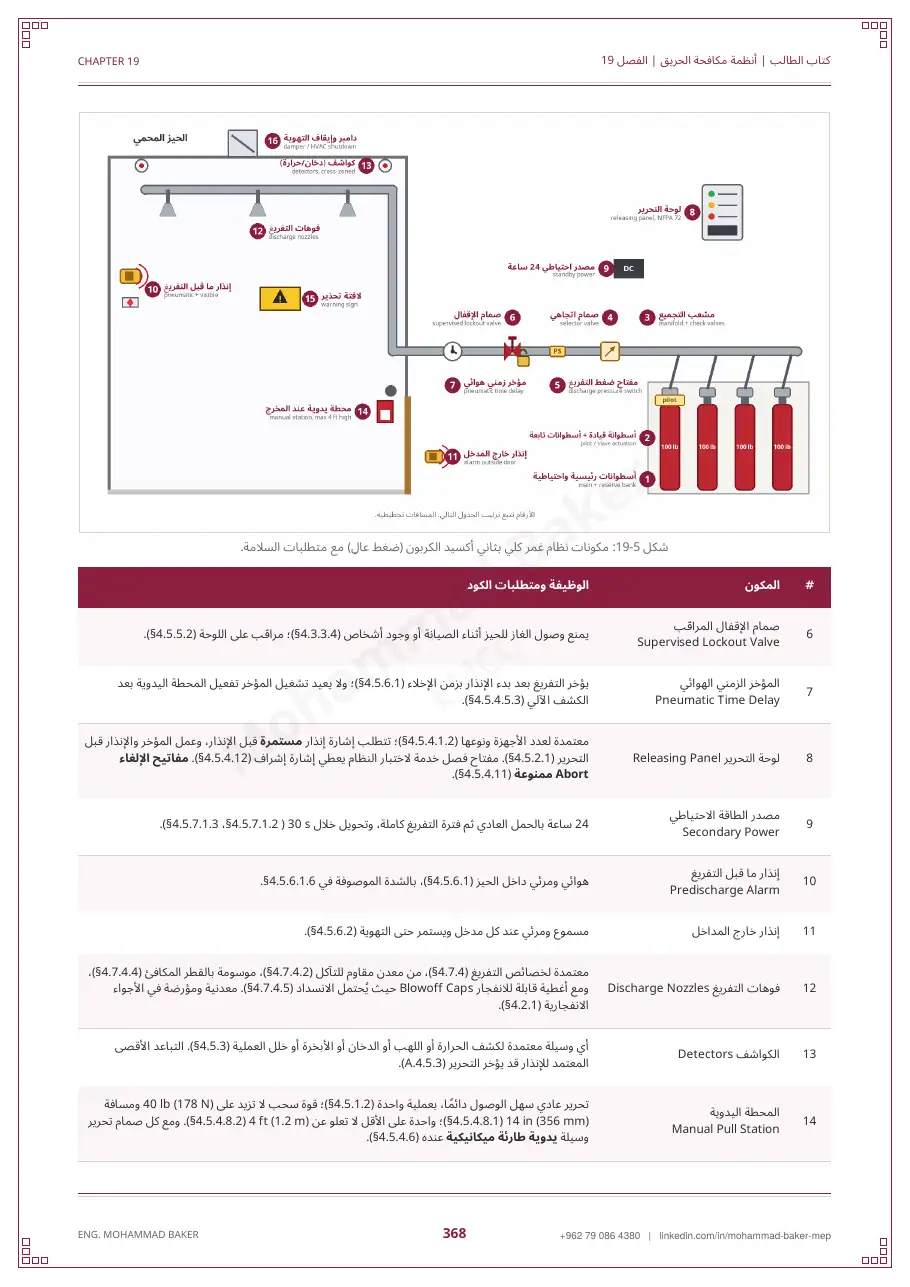 كتاب الطالب | أنظمة مكافحة الحريق | الفصل 19
CHAPTER 19
الحيز المحمي
16 دامبر وإيقاف التهوية
damper / HVAC shutdown
13 كواشف (دخان/حرارة)
detectors, cross-zoned
12 فوهات التفريغ
discharge nozzles
8 لوحة التحرير
releasing panel, NFPA 72
9 مصدر احتياطي 24 ساعة
standby power
DC
10 إنذار ما قبل التفريغ
pneumatic + visible
15 لافتة تحذير
warning sign
6 صمام الإقفال
supervised lockout valve
4 صمام اتجاهي
selector valve
3 مشعب التجميع
manifold + check valves
PS
7 مؤخر زمني هوائي
pneumatic time delay
5 مفتاح ضغط التفريغ
discharge pressure switch
pilot
14 محطة يدوية عند المخرج
manual station, max 4 ft high
2 أسطوانة قيادة + أسطوانات تابعة
pilot / slave actuation
100 lb
100 lb
100 lb
100 lb
11 إنذار خارج المدخل
alarm outside door
1 أسطوانات رئيسية واحتياطية
main + reserve bank
الأرقام تتبع ترتيب الجدول التالي. المسافات تخطيطية.
شكل 5-19: مكونات نظام غمر كلي بثاني أكسيد الكربون (ضغط عالٍ) مع متطلبات السلامة.
# المكون الوظيفة ومتطلبات الكود
6 صمام الإقفال المراقب
Supervised Lockout Valve
يمنع وصول الغاز للحيز أثناء الصيانة أو وجود أشخاص (§4.3.3.4)؛ مراقب على اللوحة (§4.5.5.2).
7 المؤخر الزمني الهوائي
Pneumatic Time Delay
يؤخر التفريغ بعد بدء الإنذار بزمن الإخلاء (§4.5.6.1)؛ ولا يعيد تشغيل المؤخر تفعيل المحطة اليدوية بعد
الكشف الآلي (§4.5.4.5.3).
8 لوحة التحرير Releasing Panel
معتمدة لعدد الأجهزة ونوعها (§4.5.4.1.2)؛ تتطلب إشارة إنذار مستمرة قبل الإنذار، وعمل المؤخر والإنذار قبل
التحرير (§4.5.2.1). مفتاح فصل خدمة لاختبار النظام يعطي إشارة إشراف (§4.5.4.12). مفاتيح الإلغاء
Abort ممنوعة (§4.5.4.11).
9 مصدر الطاقة الاحتياطي
Secondary Power
24 ساعة بالحمل العادي ثم فترة التفريغ كاملة، وتحويل خلال 30 s ( §4.5.7.1.2، §4.5.7.1.3).
10 إنذار ما قبل التفريغ
Predischarge Alarm
هوائي ومرئي داخل الحيز (§4.5.6.1)، بالشدة الموصوفة في §4.5.6.1.6.
11 إنذار خارج المداخل
مسموع ومرئي عند كل مدخل ويستمر حتى التهوية (§4.5.6.2).
12 فوهات التفريغ Discharge Nozzles
معتمدة لخصائص التفريغ (§4.7.4)، من معدن مقاوم للتآكل (§4.7.4.2)، موسومة بالقطر المكافئ (§4.7.4.4)،
ومع أغطية قابلة للانفجار Blowoff Caps حيث يُحتمل الانسداد (§4.7.4.5). معدنية ومؤرضة في الأجواء
الانفجارية (§4.2.1).
13 الكواشف Detectors
أي وسيلة معتمدة لكشف الحرارة أو اللهب أو الدخان أو الأبخرة أو خلل العملية (§4.5.3). التباعد الأقصى
المعتمد للإنذار قد يؤخر التحرير (A.4.5.3).
14 المحطة اليدوية
Manual Pull Station
تحرير عادي سهل الوصول دائمًا، بعملية واحدة (§4.5.1.2)؛ قوة سحب لا تزيد على 40 lb (178 N) ومسافة
14 in (356 mm) (§4.5.4.8.1)؛ واحدة على الأقل لا تعلو عن 4 ft (1.2 m) (§4.5.4.8.2). ومع كل صمام تحرير
وسيلة يدوية طارئة ميكانيكية عنده (§4.5.4.6).
ENG. MOHAMMAD BAKER
368
+962 79 086 4380 | linkedin.com/in/mohammad-baker-mep